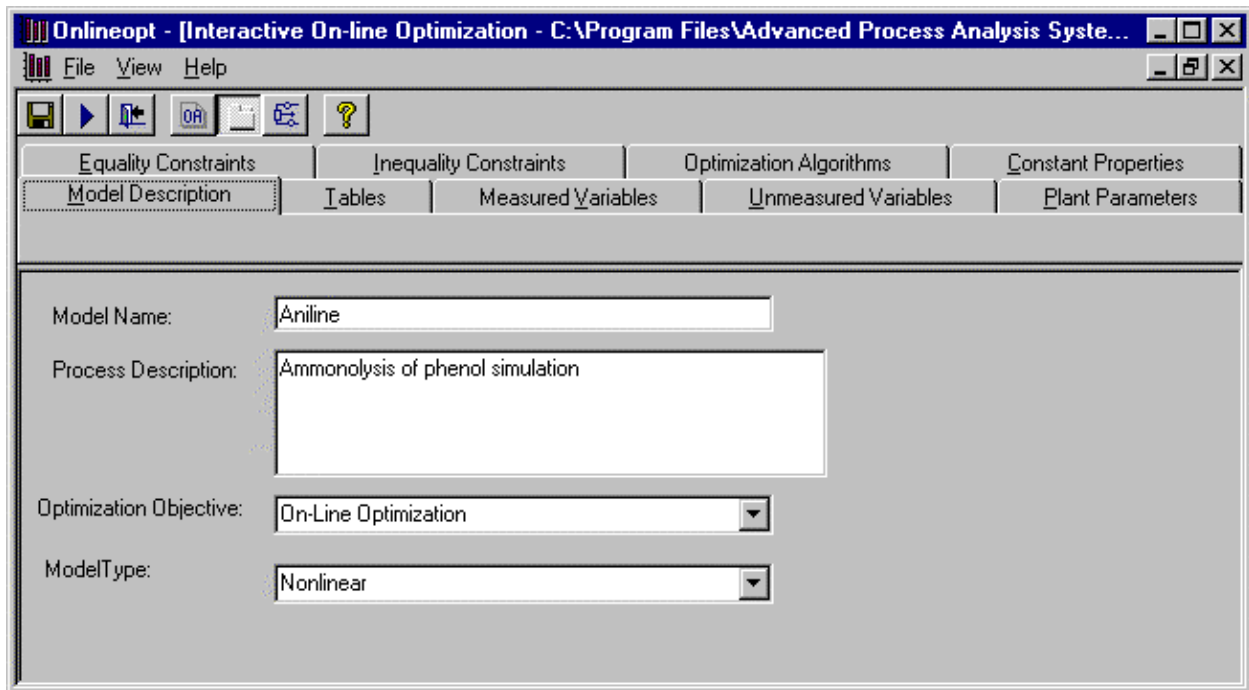 Onlineopt - [Interactive On-line Optimization - C:\Program Files\Advanced Process Analysis Syste...
File View Help
Equality Constraints Inequality Constraints Optimization Algorithms Constant Properties
Model Description Tables Measured Variables Unmeasured Variables Plant Parameters
Model Name: Aniline
Process Description: Ammonolysis of phenol simulation
Optimization Objective: On-Line Optimization
ModelType: Nonlinear